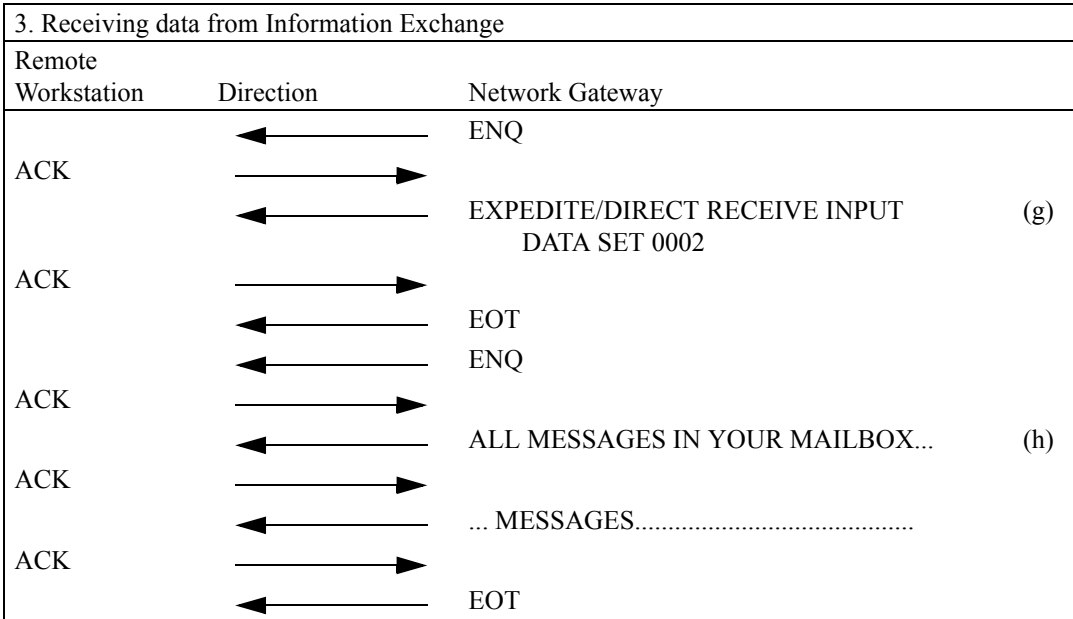 3. Receiving data from Information Exchange
Remote
Workstation Direction Network Gateway
ENQ
ACK
EXPEDITE/DIRECT RECEIVE INPUT (g)
DATA SET 0002
ACK
EOT
ENQ
ACK
ALL MESSAGES IN YOUR MAILBOX... (h)
ACK
... MESSAGES..........................................
ACK
EOT